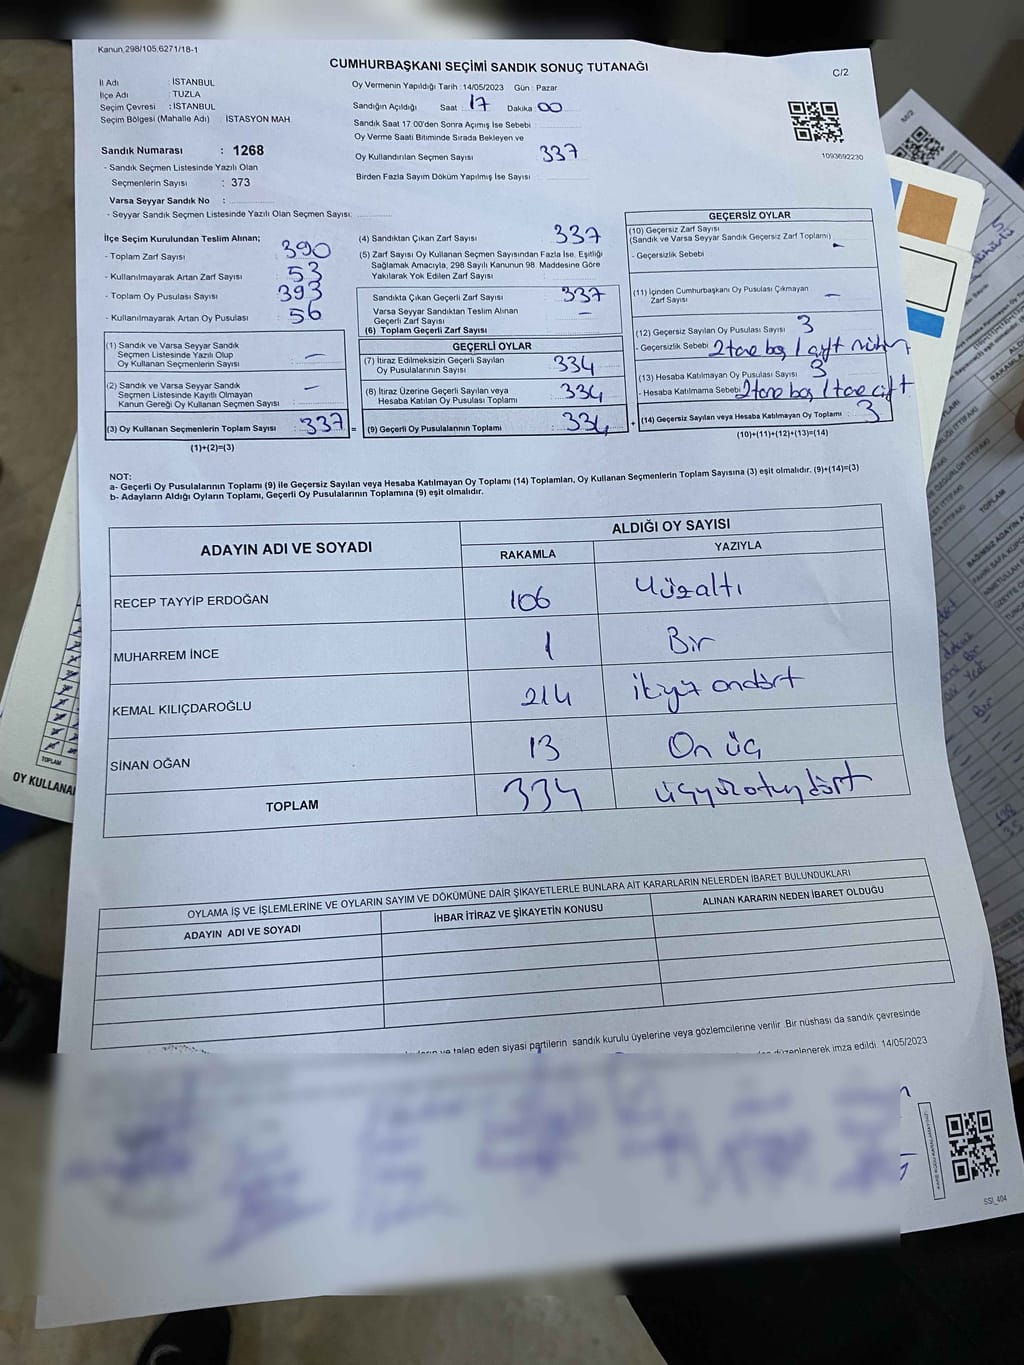 Kanun 298/105,6271/18-1
CUMHURBAŞKANI SEÇİMİ SANDIK SONUÇ TUTANAĞI
C/2
İl Adı : İSTANBUL
İlçe Adı : TUZLA
Seçim Çevresi : İSTANBUL
Seçim Bölgesi (Mahalle Adı) : İSTASYON MAH.
Oy Vermenin Yapıldığı Tarih : 14/05/2023 Gün : Pazar
Sandığın Açıldığı Saat : 17 Dakika 00
Sandık Saat 17.00'den Sonra Açılmış İse Sebebi :
Oy Verme Saati Bitiminde Sırada Bekleyen ve
Oy Kullandırılan Seçmen Sayısı 337
Birden Fazla Sayım Döküm Yapılmış İse Sayısı :
1093692230
Sandık Numarası : 1268
- Sandık Seçmen Listesinde Yazılı Olan
Seçmenlerin Sayısı : 373
Varsa Seyyar Sandık No :
- Seyyar Sandık Seçmen Listesinde Yazılı Olan Seçmen Sayısı:
İlçe Seçim Kurulundan Teslim Alınan;
- Toplam Zarf Sayısı : 390
- Kullanılmayarak Artan Zarf Sayısı : 53
- Toplam Oy Pusulası Sayısı : 393
- Kullanılmayarak Artan Oy Pusulası : 56
(1) Sandık ve Varsa Seyyar Sandık
Seçmen Listesinde Yazılı Olup
Oy Kullanan Seçmenlerin Sayısı : —
(2) Sandık ve Varsa Seyyar Sandık
Seçmen Listesinde Kayıtlı Olmayan
Kanun Gereği Oy Kullanan Seçmen Sayısı : —
(3) Oy Kullanan Seçmenlerin Toplam Sayısı : 337 =
(1)+(2)=(3)
(4) Sandıktan Çıkan Zarf Sayısı : 337
(5) Zarf Sayısı Oy Kullanan Seçmen Sayısından Fazla İse, Eşitliği
Sağlamak Amacıyla, 298 Sayılı Kanunun 98. Maddesine Göre
Yakılarak Yok Edilen Zarf Sayısı :
Sandıkta Çıkan Geçerli Zarf Sayısı : 337
Varsa Seyyar Sandıktan Teslim Alınan
Geçerli Zarf Sayısı : —
(6) Toplam Geçerli Zarf Sayısı :
GEÇERLİ OYLAR
(7) İtiraz Edilmeksizin Geçerli Sayılan
Oy Pusulalarının Sayısı : 334
(8) İtiraz Üzerine Geçerli Sayılan veya
Hesaba Katılan Oy Pusulası Toplamı : 334
(9) Geçerli Oy Pusulalarının Toplamı : 334 +
GEÇERSİZ OYLAR
(10) Geçersiz Zarf Sayısı
(Sandık ve Varsa Seyyar Sandık Geçersiz Zarf Toplamı) : -
- Geçersizlik Sebebi :
(11) İçinden Cumhurbaşkanı Oy Pusulası Çıkmayan
Zarf Sayısı : —
(12) Geçersiz Sayılan Oy Pusulası Sayısı : 3
- Geçersizlik Sebebi : 2 tane boş 1 çift
(13) Hesaba Katılmayan Oy Pusulası Sayısı : 3
- Hesaba Katılmama Sebebi : 2 tane boş 1 tane çift
(14) Geçersiz Sayılan veya Hesaba Katılmayan Oy Toplamı : 3
(10)+(11)+(12)+(13)=(14)
NOT:
a- Geçerli Oy Pusulalarının Toplamı (9) ile Geçersiz Sayılan veya Hesaba Katılmayan Oy Toplamı (14) Toplamları, Oy Kullanan Seçmenlerin Toplam Sayısına (3) eşit olmalıdır. (9)+(14)=(3)
b- Adayların Aldığı Oyların Toplamı, Geçerli Oy Pusulalarının Toplamına (9) eşit olmalıdır.
ADAYIN ADI VE SOYADI
ALDIĞI OY SAYISI
RAKAMLA YAZIYLA
RECEP TAYYİP ERDOĞAN 106 Yüzaltı
MUHARREM İNCE 1 Bir
KEMAL KILIÇDAROĞLU 214 ikiyüz ondört
SİNAN OĞAN 13 On üç
TOPLAM 334 üçyüzotuzdört
OYLAMA İŞ VE İŞLEMLERİNE VE OYLARIN SAYIM VE DÖKÜMÜNE DAİR ŞİKAYETLERLE BUNLARA AİT KARARLARIN NELERDEN İBARET BULUNDUKLARI
ADAYIN ADI VE SOYADI İHBAR İTİRAZ VE ŞİKAYETİN KONUSU ALINAN KARARIN NEDEN İBARET OLDUĞU
ve talep eden siyasi partilerin sandık kurulu üyelerine veya gözlemcilerine verilir. Bir nüshası da sandık çevresinde
düzenlenerek imza edildi. 14/05/2023
SSİ_404
TOPLAM
OY KULLANA
TOPLAM